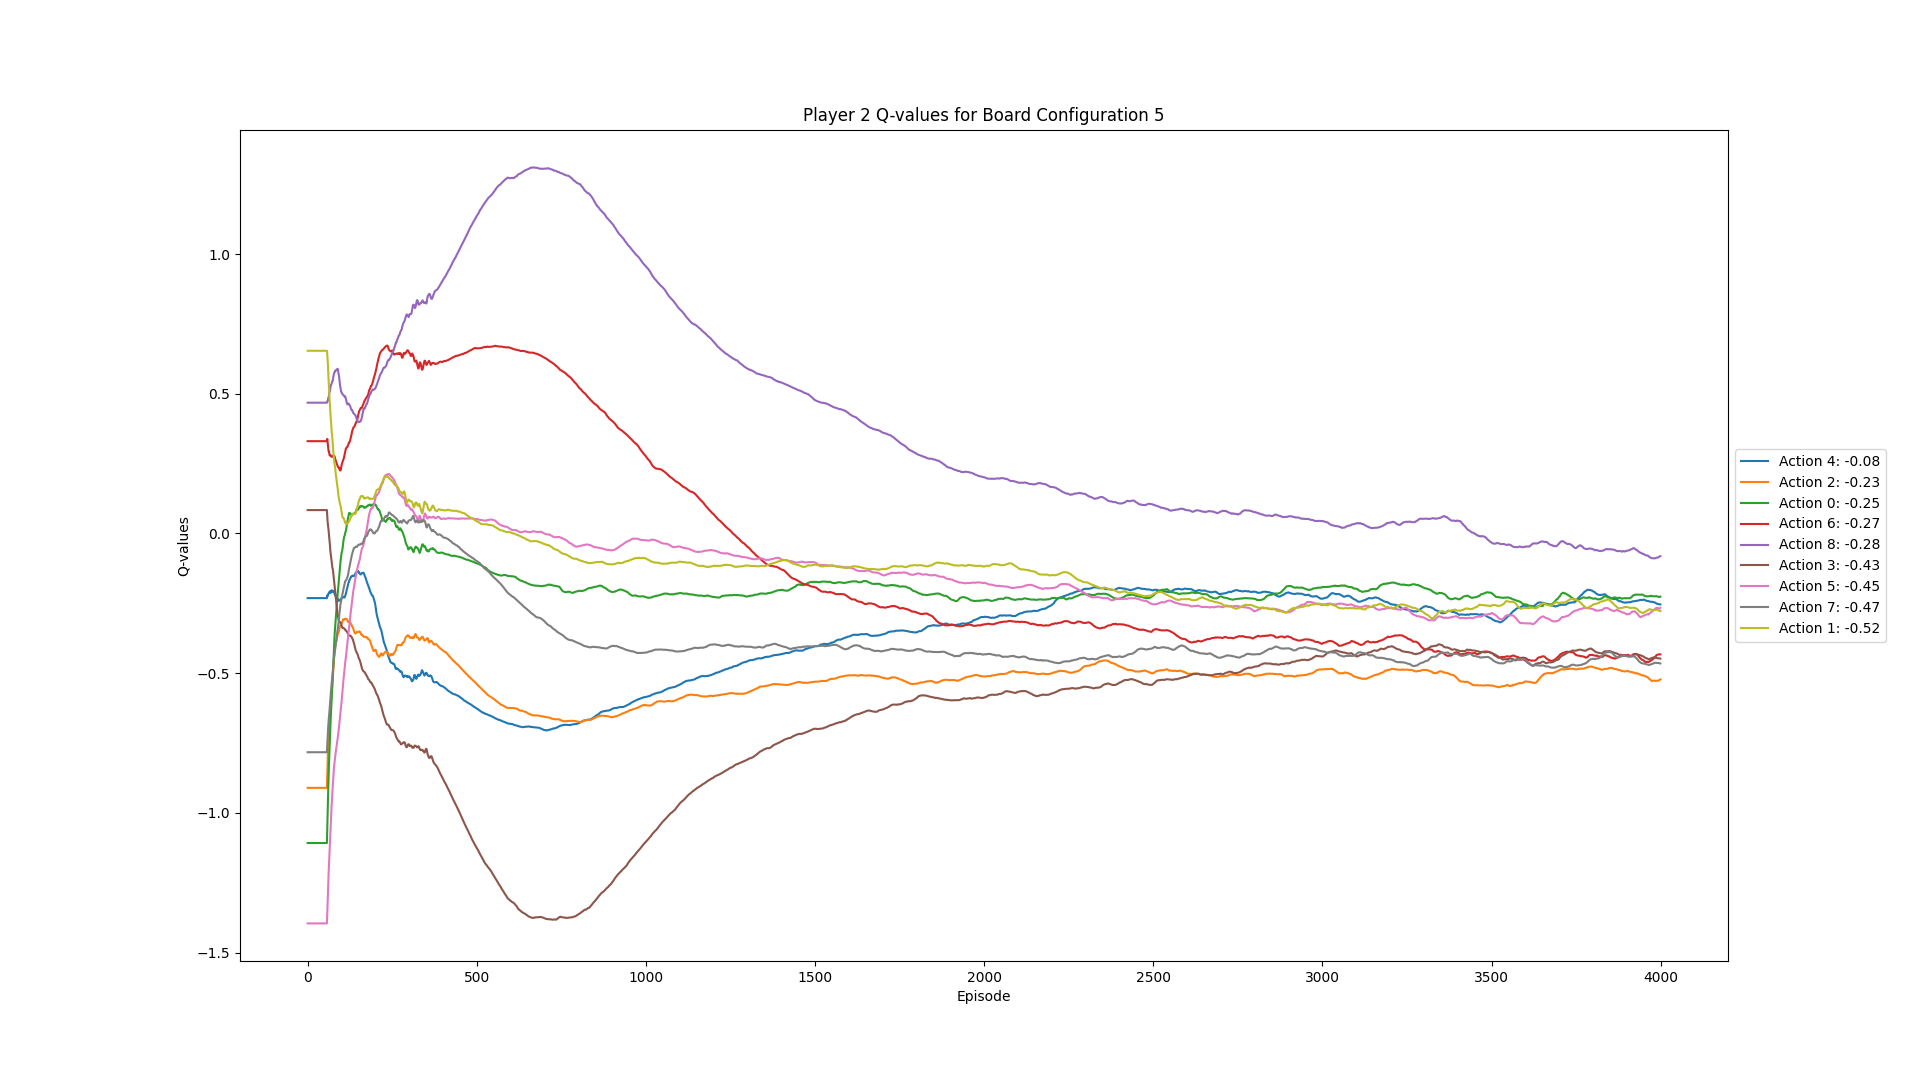 Player 2 Q-values for Board Configuration 5
Q-values
1.0
0.5
0.0
−0.5
−1.0
−1.5
0
500
1000
1500
2000
2500
3000
3500
4000
Episode
Action 4: -0.08
Action 2: -0.23
Action 0: -0.25
Action 6: -0.27
Action 8: -0.28
Action 3: -0.43
Action 5: -0.45
Action 7: -0.47
Action 1: -0.52